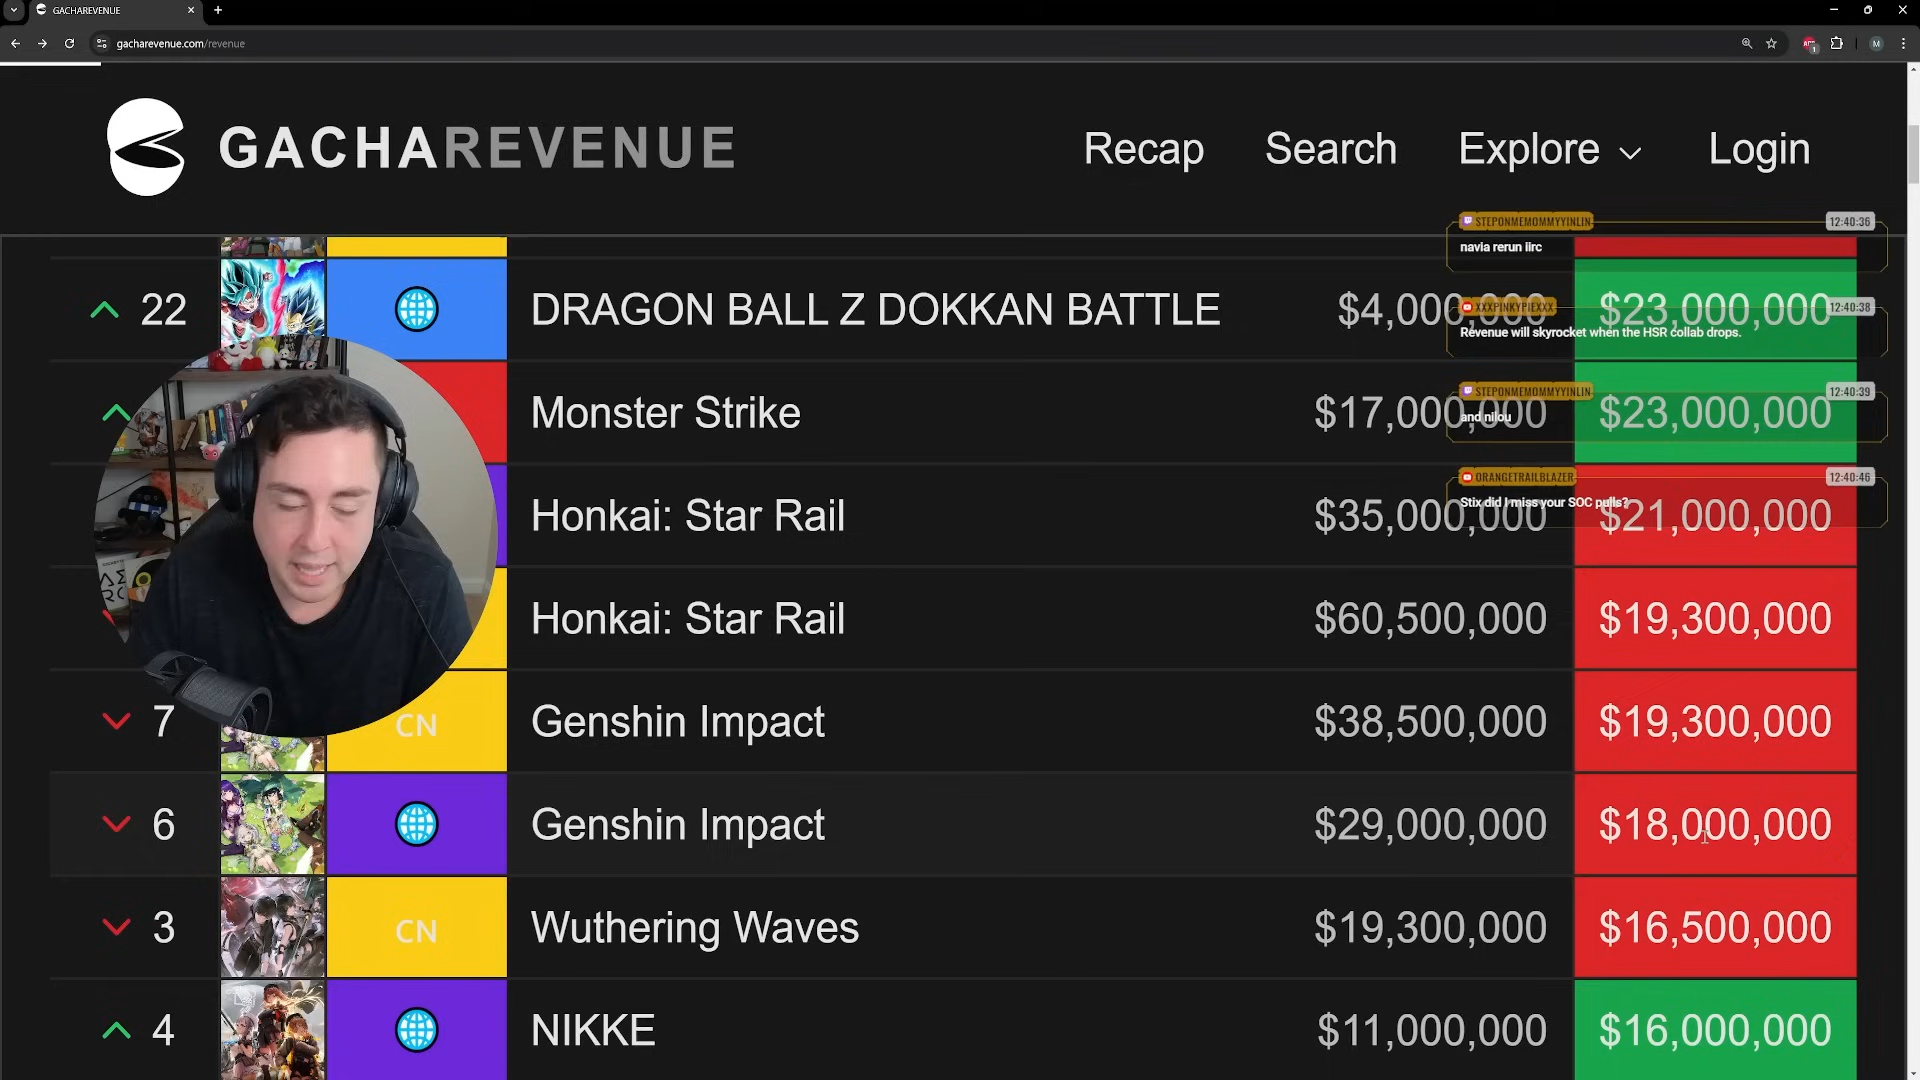 GACHAREVENUE
gacharevenue.com/revenue
M
GACHAREVENUE
Recap
Search
Explore
Login
STEPONMEMOMMYYINLIN
12:40:36
navia rerun iirc
22
DRAGON BALL Z DOKKAN BATTLE
$4,000,000
$23,000,000
XXXPINKYPIEXXX
12:40:38
Revenue will skyrocket when the HSR collab drops.
Monster Strike
$17,000,000
$23,000,000
STEPONMEMOMMYYINLIN
12:40:39
and nilou
Honkai: Star Rail
$35,000,000
$21,000,000
ORANGETRAILBLAZER
12:40:46
Stix did I miss your SOC pulls?
Honkai: Star Rail
$60,500,000
$19,300,000
7
CN
Genshin Impact
$38,500,000
$19,300,000
6
Genshin Impact
$29,000,000
$18,000,000
3
CN
Wuthering Waves
$19,300,000
$16,500,000
4
NIKKE
$11,000,000
$16,000,000